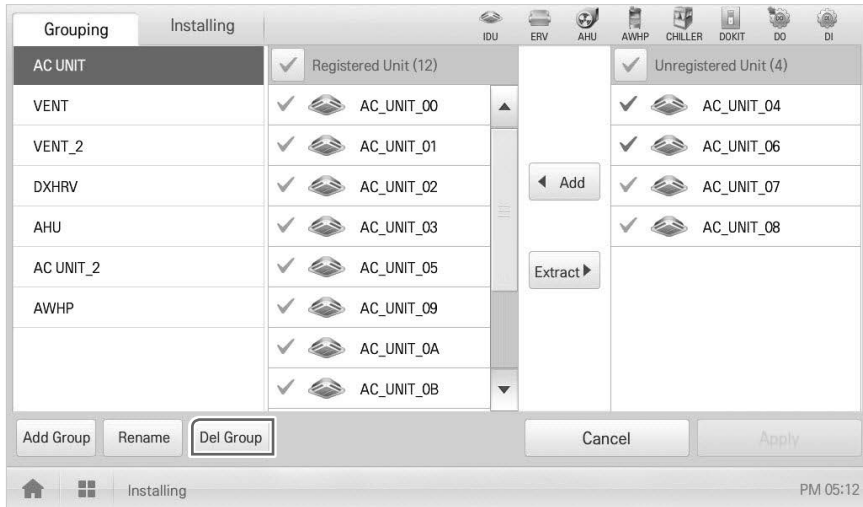 Grouping
Installing
IDU
ERV
AHU
AWHP
CHILLER
DOKIT
DO
DI
AC UNIT
VENT
VENT_2
DXHRV
AHU
AC UNIT_2
AWHP
Registered Unit (12)
AC_UNIT_00
AC_UNIT_01
AC_UNIT_02
AC_UNIT_03
AC_UNIT_05
AC_UNIT_09
AC_UNIT_0A
AC_UNIT_0B
Add
Extract
Unregistered Unit (4)
AC_UNIT_04
AC_UNIT_06
AC_UNIT_07
AC_UNIT_08
Add Group
Rename
Del Group
Cancel
Apply
Installing
PM 05:12